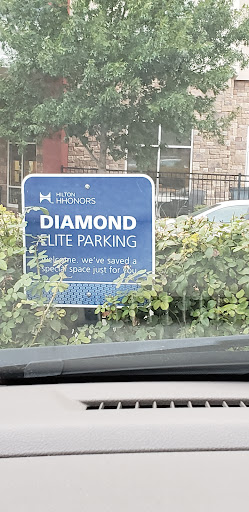 HILTON
HHONORS
DIAMOND
ELITE PARKING
Welcome. we've saved a
special space just for you